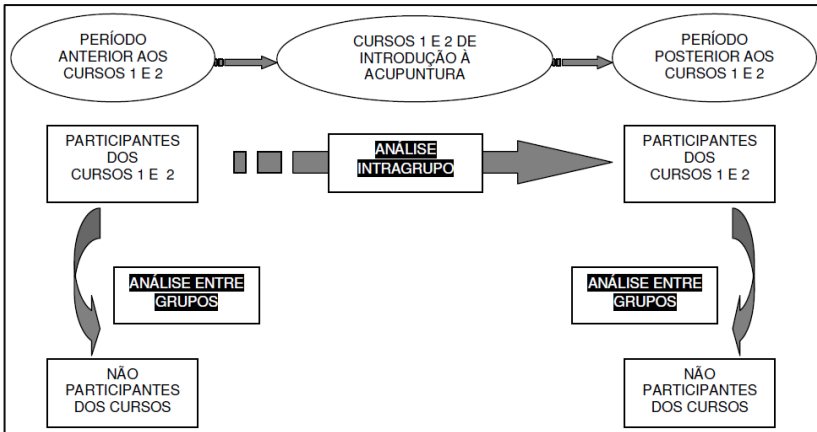 PERÍODO
ANTERIOR AOS
CURSOS 1 E 2
CURSOS 1 E 2 DE
INTRODUÇÃO À
ACUPUNTURA
PERÍODO
POSTERIOR AOS
CURSOS 1 E 2
PARTICIPANTES
DOS
CURSOS 1 E 2
ANÁLISE
INTRAGRUPO
PARTICIPANTES
DOS
CURSOS 1 E 2
ANÁLISE ENTRE
GRUPOS
ANÁLISE ENTRE
GRUPOS
NÃO
PARTICIPANTES
DOS CURSOS
NÃO
PARTICIPANTES
DOS CURSOS